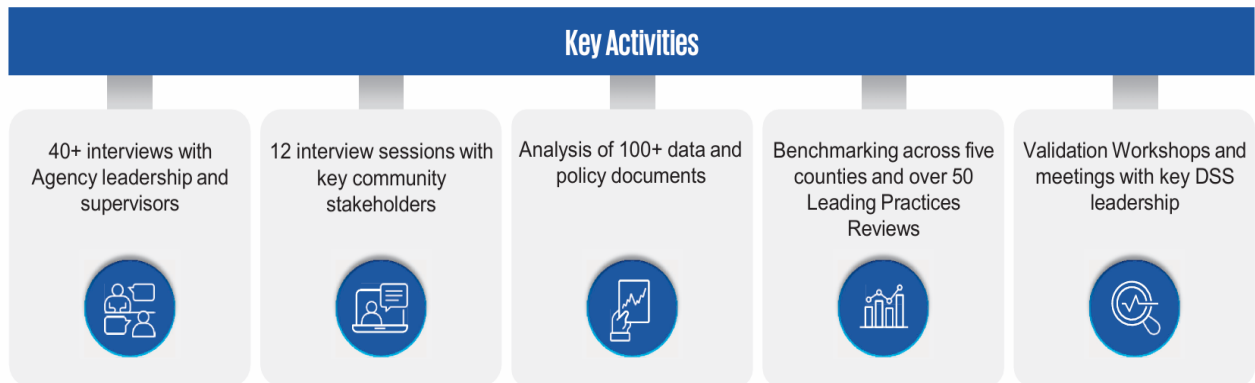 Key Activities
40+ interviews with
Agency leadership and
supervisors
12 interview sessions with
key community
stakeholders
Analysis of 100+ data and
policy documents
Benchmarking across five
counties and over 50
Leading Practices
Reviews
Validation Workshops and
meetings with key DSS
leadership